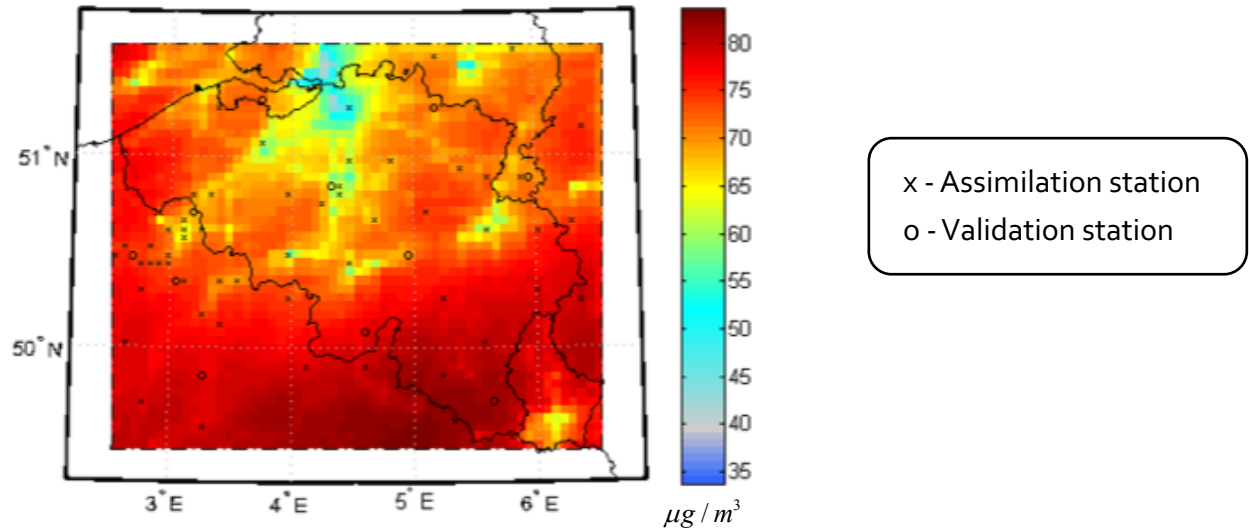 51°N
50°N
3°E
4°E
5°E
6°E
80
75
70
65
60
55
50
45
40
35
µg / m³
x - Assimilation station
o - Validation station